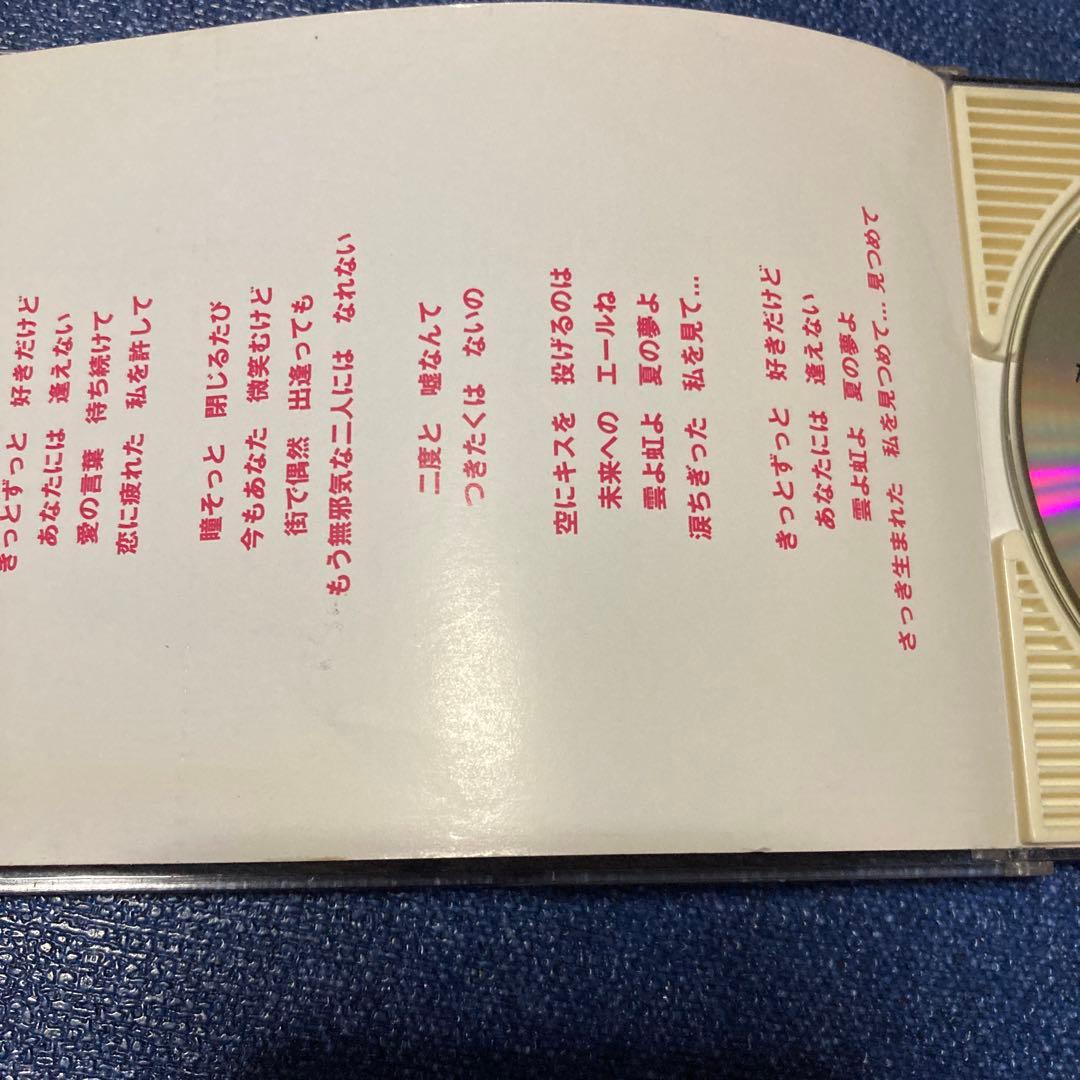 きっとずっと　好きだけど
あなたには　逢えない
愛の言葉　待ち続けて
恋に疲れた　私を許して
瞳そっと　閉じるたび
今もあなた　微笑むけど
街で偶然　出逢っても
もう無邪気な二人には　なれない
二度と　嘘なんて
つきたくは　ないの
空にキスを　投げるのは
未来への　エールね
雲よ虹よ　夏の夢よ
涙ちぎった　私を見て…
きっとずっと　好きだけど
あなたには　逢えない
雲よ虹よ　夏の夢よ
さっき生まれた　私を見つめて… 見つめて